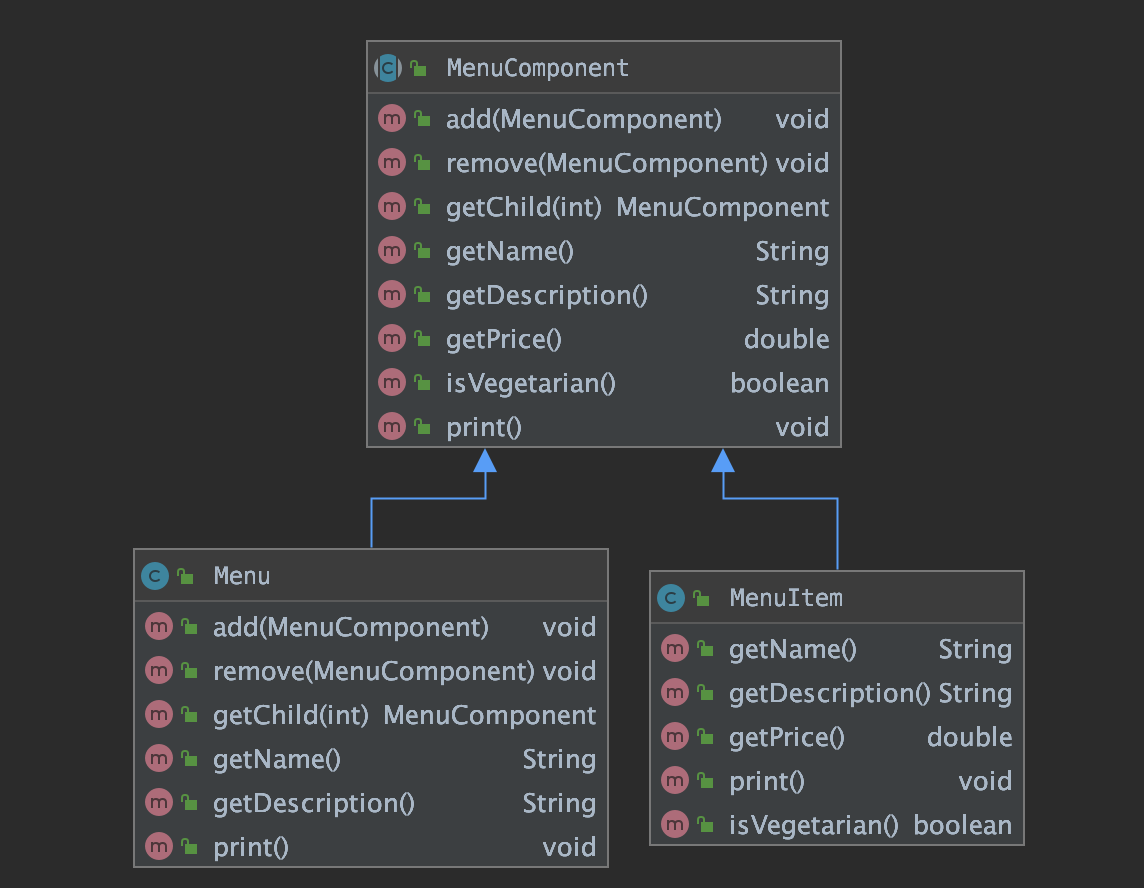 C MenuComponent
m add(MenuComponent) void
m remove(MenuComponent) void
m getChild(int) MenuComponent
m getName() String
m getDescription() String
m getPrice() double
m isVegetarian() boolean
m print() void
C Menu
m add(MenuComponent) void
m remove(MenuComponent) void
m getChild(int) MenuComponent
m getName() String
m getDescription() String
m print() void
C MenuItem
m getName() String
m getDescription() String
m getPrice() double
m print() void
m isVegetarian() boolean